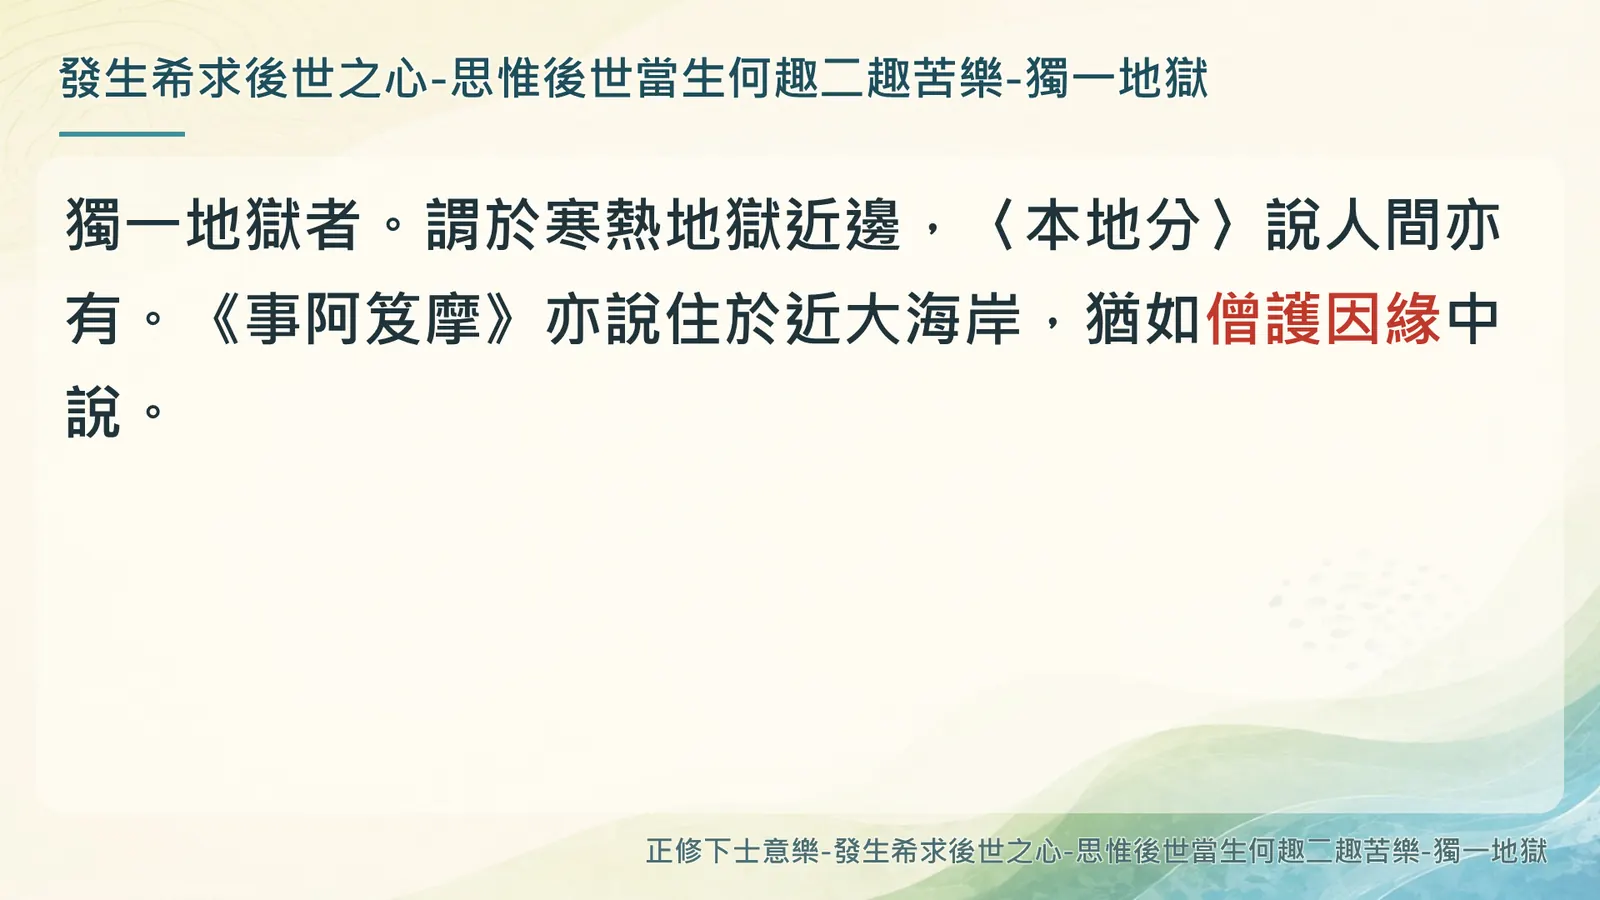 發生希求後世之心-思惟後世當生何趣二趣苦樂-獨一地獄
獨一地獄者。謂於寒熱地獄近邊，〈本地分〉說人間亦
有。《事阿笈摩》亦說住於近大海岸，猶如僧護因緣中
說。
正修下士意樂-發生希求後世之心-思惟後世當生何趣二趣苦樂-獨一地獄